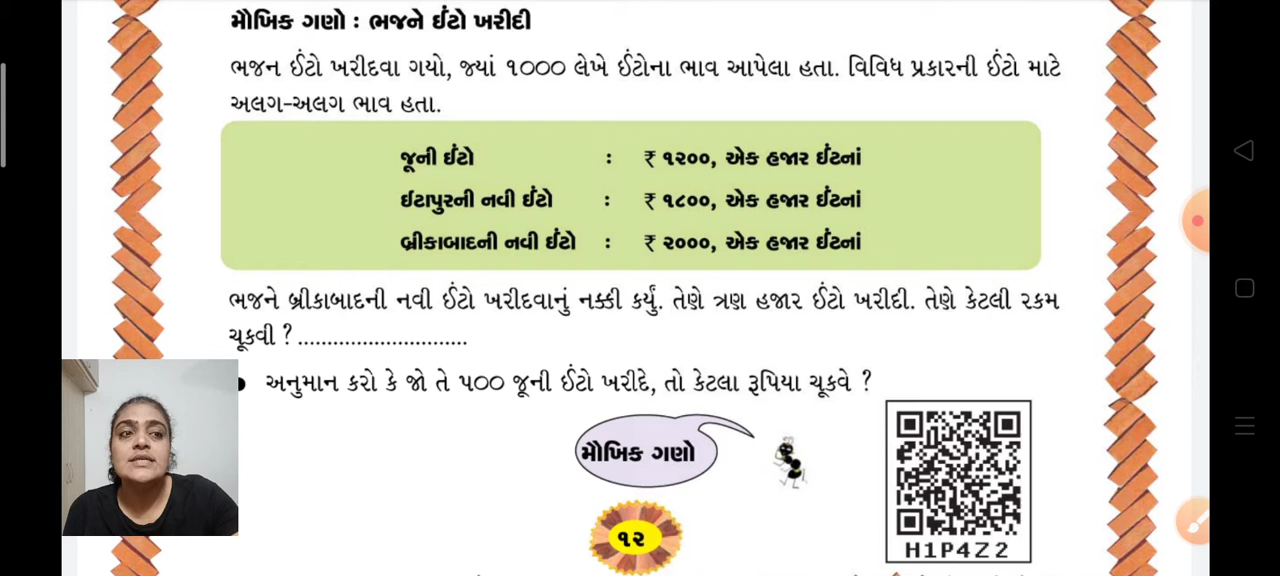 મૌખિક ગણો : ભજને ઈંટો ખરીદી
ભજન ઈંટો ખરીદવા ગયો, જ્યાં ૧૦૦૦ લેખે ઈંટોના ભાવ આપેલા હતા. વિવિધ પ્રકારની ઈંટો માટે
અલગ-અલગ ભાવ હતા.
જૂની ઈંટો : ₹ ૧૨૦૦, એક હજાર ઈંટનાં
ઈંટાપુરની નવી ઈંટો : ₹ ૧૮૦૦, એક હજાર ઈંટનાં
બ્રીકાબાદની નવી ઈંટો : ₹ ૨૦૦૦, એક હજાર ઈંટનાં
ભજને બ્રીકાબાદની નવી ઈંટો ખરીદવાનું નક્કી કર્યું. તેણે ત્રણ હજાર ઈંટો ખરીદી. તેણે કેટલી રકમ
ચૂકવી ? .............................
અનુમાન કરો કે જો તે ૫૦૦ જૂની ઈંટો ખરીદે, તો કેટલા રૂપિયા ચૂકવે ?
મૌખિક ગણો
૧૨
H1P4Z2